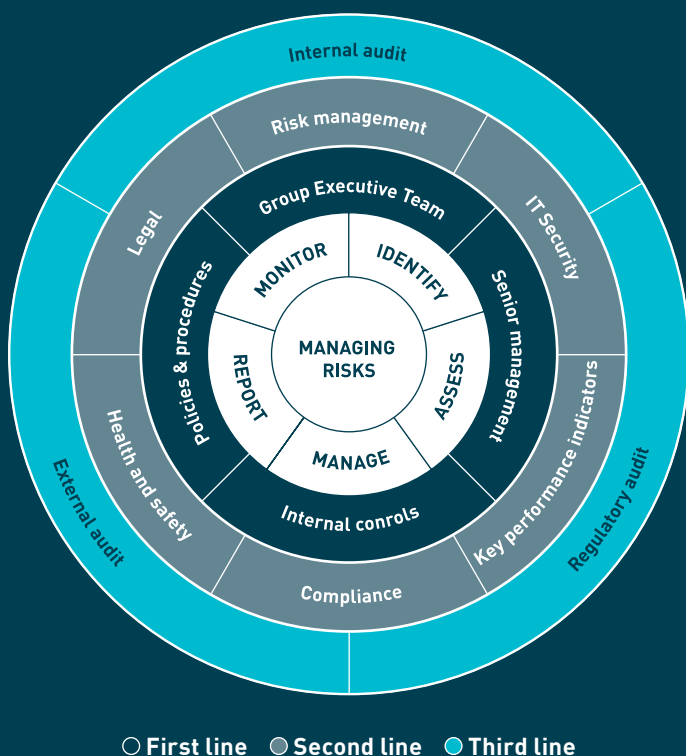 Internal audit
Risk management
Legal
IT Security
Group Executive Team
Policies & procedures
Senior management
MONITOR
IDENTIFY
MANAGING
RISKS
REPORT
ASSESS
MANAGE
Internal conrols
Health and safety
Key performance indicators
Compliance
External audit
Regulatory audit
First line
Second line
Third line